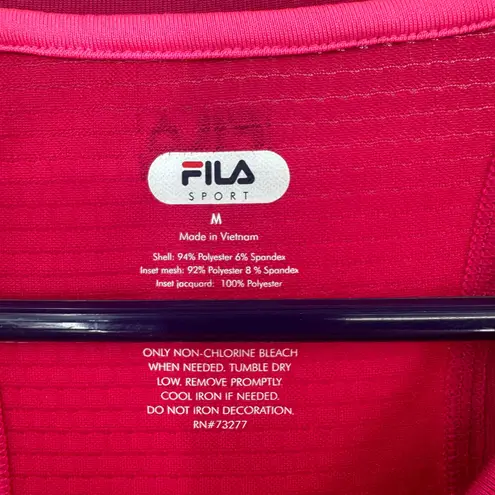 FILA
SPORT
M
Made in Vietnam
Shell: 94% Polyester 6% Spandex
Inset mesh: 92% Polyester 8 % Spandex
Inset jacquard: 100% Polyester
ONLY NON-CHLORINE BLEACH
WHEN NEEDED. TUMBLE DRY
LOW. REMOVE PROMPTLY.
COOL IRON IF NEEDED.
DO NOT IRON DECORATION.
RN#73277